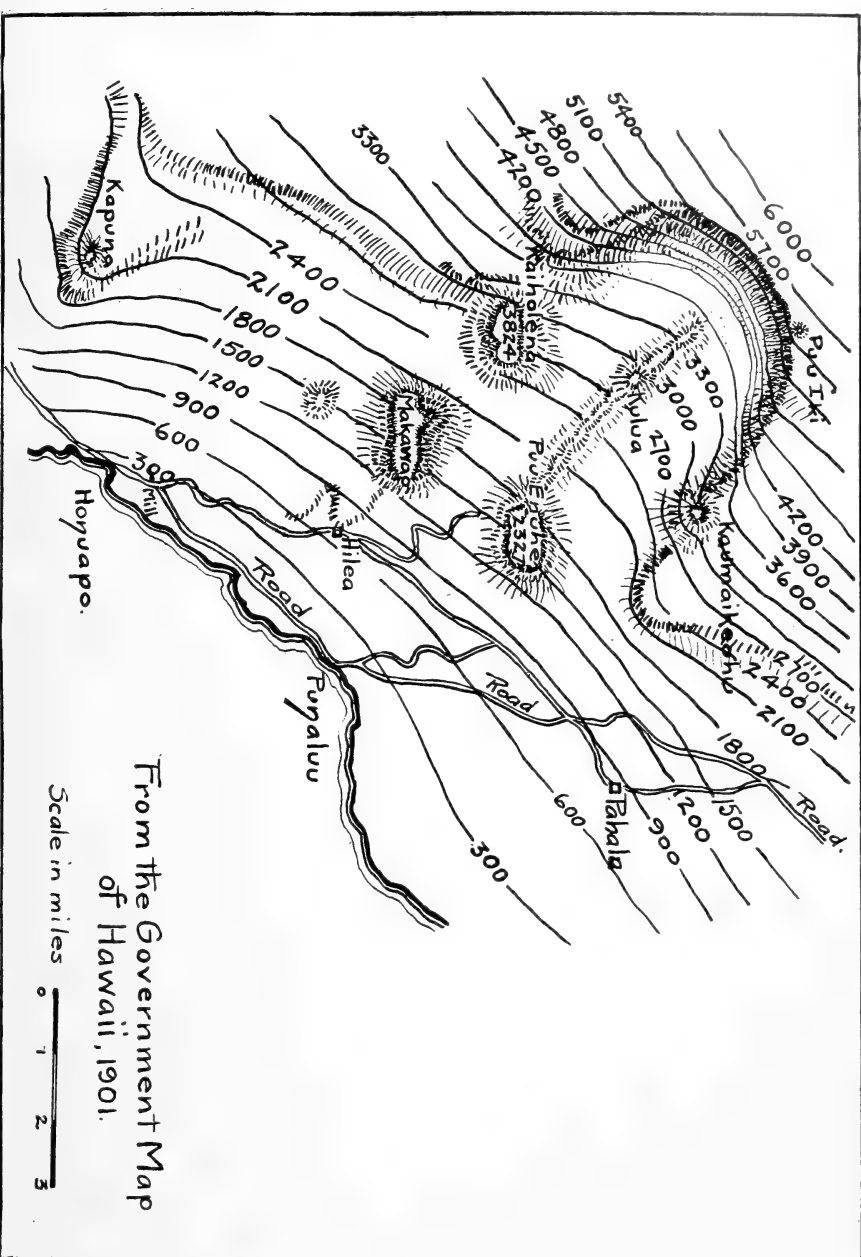 6000
5700
5400
5100
4800
4500
4200
3300
Puu Iki
4200
3900
3600
Kaumaikeohu
2700
2400
2100
1800
Road.
3300
3000
2700
Kulua
Kaiholena
3824
Puu Enuhe
2327
Makanao
1500
1200
900
600
300
Pahala
Road
Hilea
Kapuna
2400
2100
1800
1500
1200
900
600
300
Mill
Road
Punaluu
Honuapo.
From the Government Map
of Hawaii, 1901.
Scale in miles
0 1 2 3